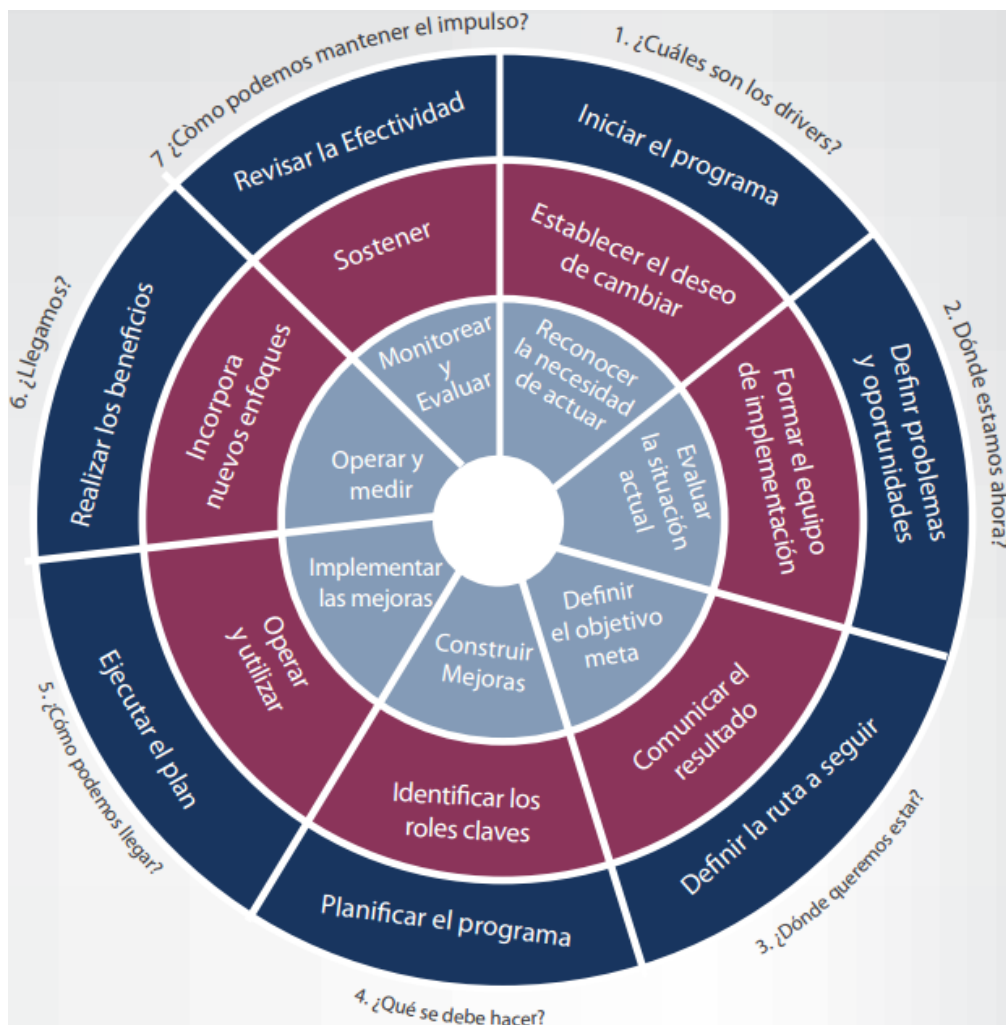 1. ¿Cuáles son los drivers?
Iniciar el programa
Establecer el deseo
de cambiar
Reconocer
la necesidad
de actuar
2. Dónde estamos ahora?
Definr problemas
y oportunidades
Formar el equipo
de implementación
Evaluar
la situación
actual
3. ¿Dónde queremos estar?
Definir la ruta a seguir
Comunicar el
resultado
Definir
el objetivo
meta
4. ¿Qué se debe hacer?
Planificar el programa
Identificar los
roles claves
Construir
Mejoras
5. ¿Cómo podemos llegar?
Ejecutar el plan
Operar
y utilizar
Implementar
las mejoras
6. ¿Llegamos?
Realizar los beneficios
Incorpora
nuevos enfoques
Operar y
medir
7 ¿Còmo podemos mantener el impulso?
Revisar la Efectividad
Sostener
Monitorear
y
Evaluar